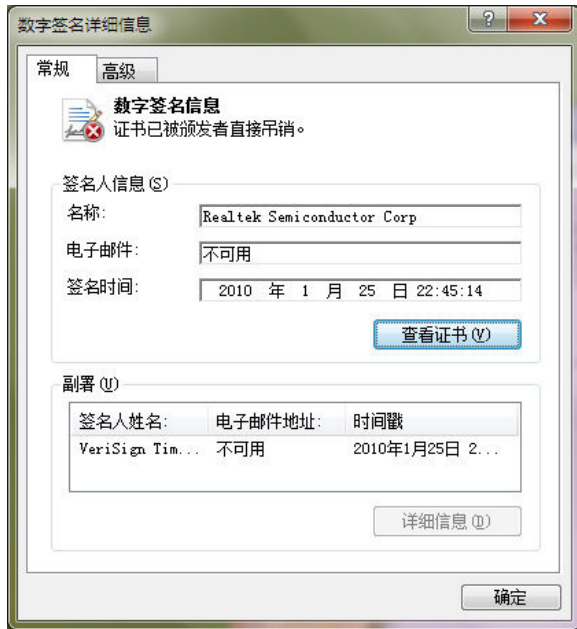 数字签名详细信息
常规 高级
数字签名信息
证书已被颁发者直接吊销。
签名人信息(S)
名称: Realtek Semiconductor Corp
电子邮件: 不可用
签名时间: 2010 年 1 月 25 日 22:45:14
查看证书(V)
副署(U)
签名人姓名: 电子邮件地址: 时间戳
VeriSign Tim... 不可用 2010年1月25日 2...
详细信息(D)
确定